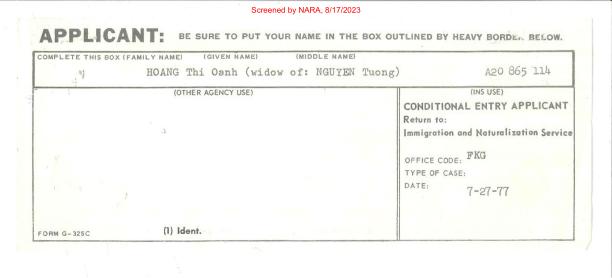 Screened by NARA, 8/17/2023
APPLICANT: BE SURE TO PUT YOUR NAME IN THE BOX OUTLINED BY HEAVY BORDER BELOW.
COMPLETE THIS BOX (FAMILY NAME) (GIVEN NAME) (MIDDLE NAME)
HOANG Thi Oanh (widow of: NGUYEN Tuong) A20 865 114
(OTHER AGENCY USE) (INS USE)
CONDITIONAL ENTRY APPLICANT
Return to:
Immigration and Naturalization Service
OFFICE CODE: FKG
TYPE OF CASE:
DATE: 7-27-77
FORM G-325C (1) Ident.